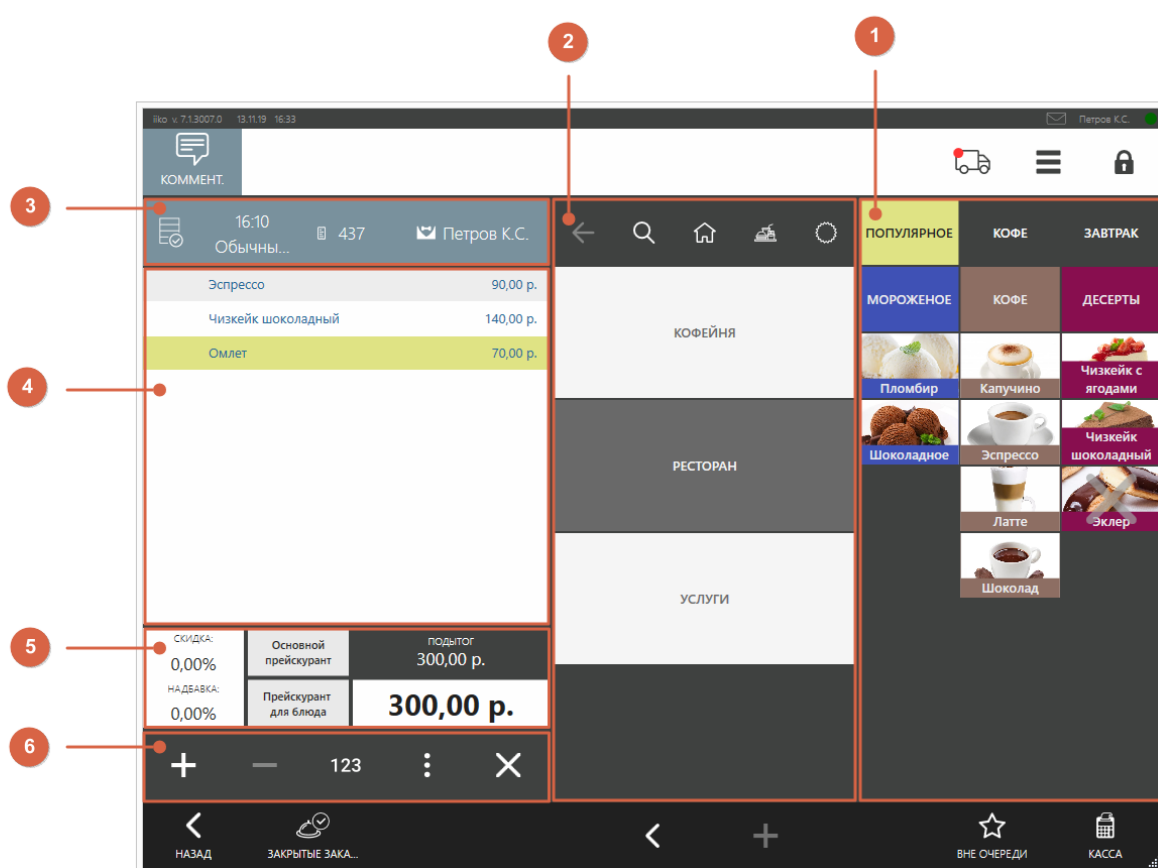 2
1
iiko v. 7.1.3007.0 13.11.19 16:33
Петров К.С.
КОММЕНТ.
3
16:10
Обычны...
437
Петров К.С.
ПОПУЛЯРНОЕ
КОФЕ
ЗАВТРАК
Эспрессо 90,00 р.
Чизкейк шоколадный 140,00 р.
Омлет 70,00 р.
4
КОФЕЙНЯ
РЕСТОРАН
УСЛУГИ
МОРОЖЕНОЕ
КОФЕ
ДЕСЕРТЫ
Пломбир
Капучино
Чизкейк с
ягодами
Шоколадное
Эспрессо
Чизкейк
шоколадный
Латте
Эклер
Шоколад
5
СКИДКА:
0,00%
Основной
прейскурант
ПОДЫТОГ
300,00 р.
НАДБАВКА:
0,00%
Прейскурант
для блюда
300,00 р.
6
123
НАЗАД
ЗАКРЫТЫЕ ЗАКА...
ВНЕ ОЧЕРЕДИ
КАССА